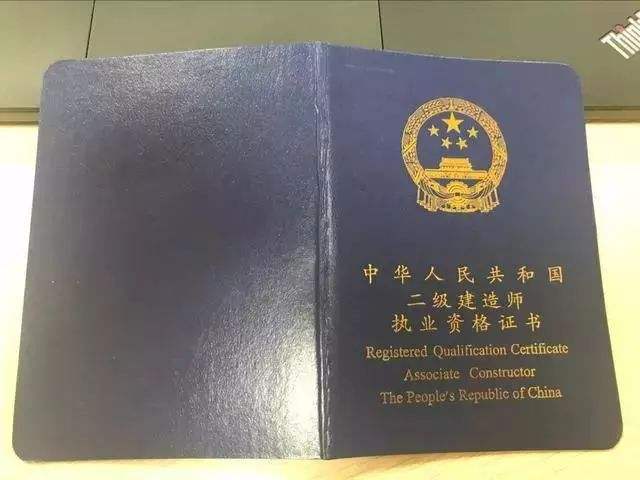 Think
中华人民共和国
二级建造师
执业资格证书
Registered Qualification Certificate
Associate Constructor
The People's Republic of China